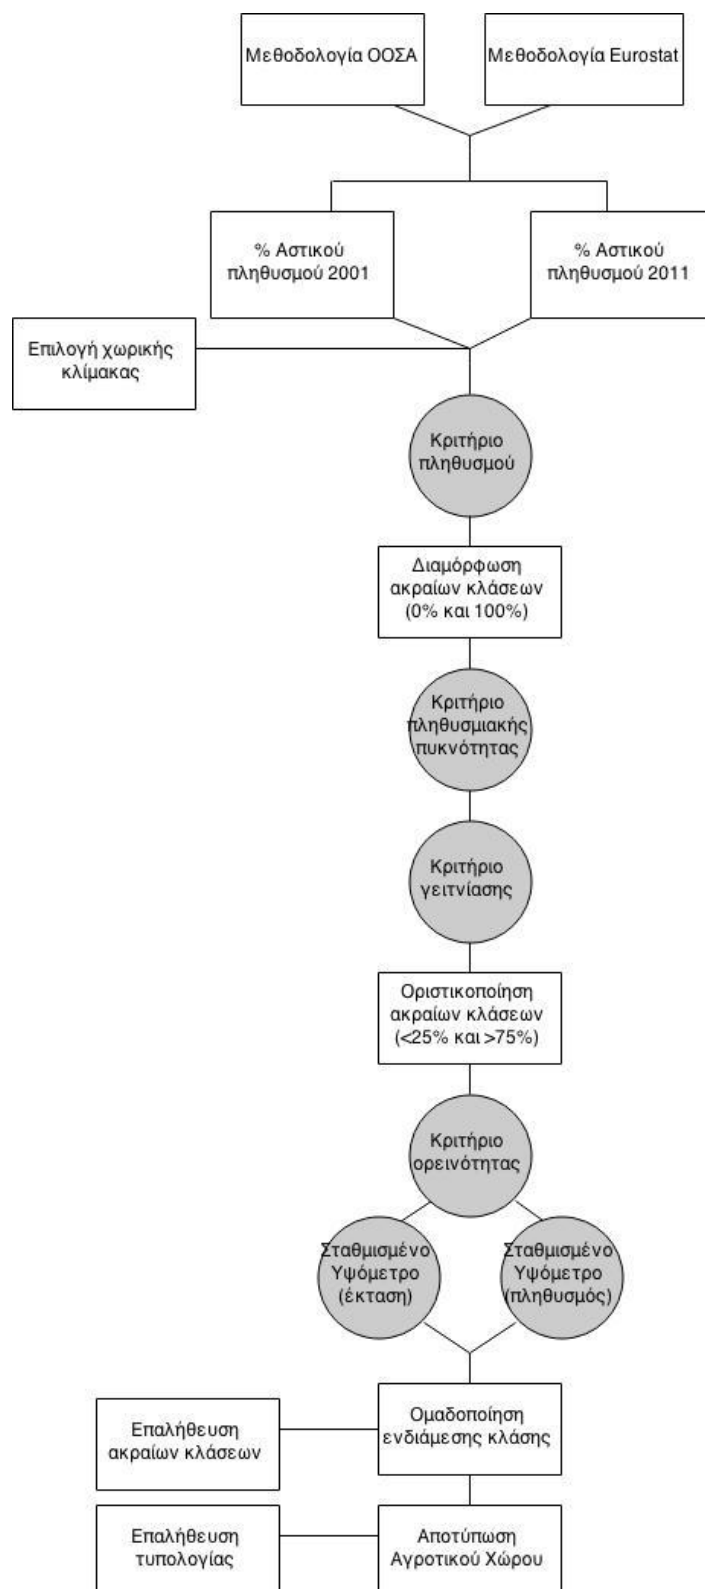 Μεθοδολογία ΟΟΣΑ
Μεθοδολογία Eurostat
% Αστικού
πληθυσμού 2001
% Αστικού
πληθυσμού 2011
Επιλογή χωρικής
κλίμακας
Κριτήριο
πληθυσμού
Διαμόρφωση
ακραίων κλάσεων
(0% και 100%)
Κριτήριο
πληθυσμιακής
πυκνότητας
Κριτήριο
γειτνίασης
Οριστικοποίηση
ακραίων κλάσεων
(<25% και >75%)
Κριτήριο
ορεινότητας
Σταθμισμένο
Υψόμετρο
(έκταση)
Σταθμισμένο
Υψόμετρο
(πληθυσμός)
Επαλήθευση
ακραίων κλάσεων
Ομαδοποίηση
ενδιάμεσης κλάσης
Επαλήθευση
τυπολογίας
Αποτύπωση
Αγροτικού Χώρου